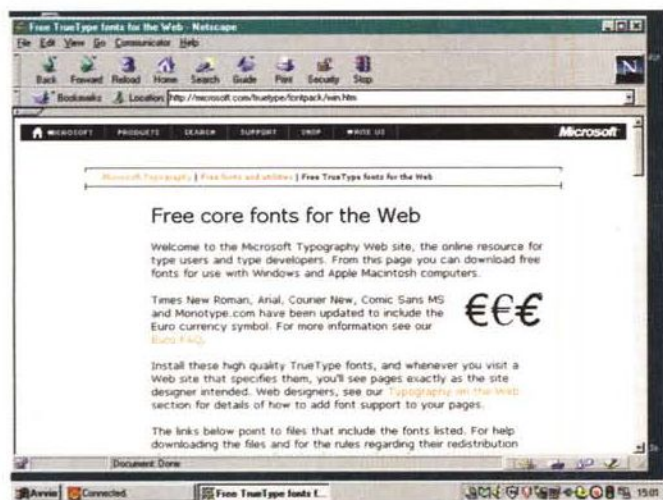 Free TrueType fonts for the Web - Netscape
File Edit View Go Communicator Help
Back Forward Reload Home Search Guide Print Security Stop
N
Bookmarks Location: http://microsoft.com/truetype/fontpack/win.htm
MICROSOFT PRODUCTS SEARCH SUPPORT SHOP WRITE US Microsoft
Microsoft Typography | Free fonts and utilities | Free TrueType fonts for the Web
Free core fonts for the Web
Welcome to the Microsoft Typography Web site, the online resource for
type users and type developers. From this page you can download free
fonts for use with Windows and Apple Macintosh computers.
Times New Roman, Arial, Courier New, Comic Sans MS
and Monotype.com have been updated to include the
Euro currency symbol. For more information see our
Euro FAQ.
€€€
Install these high quality TrueType fonts, and whenever you visit a
Web site that specifies them, you'll see pages exactly as the site
designer intended. Web designers, see our Typography on the Web
section for details of how to add font support to your pages.
The links below point to files that include the fonts listed. For help
downloading the files and for the rules regarding their redistribution
Document: Done
Avvio Connected Free TrueType fonts f... 15:01